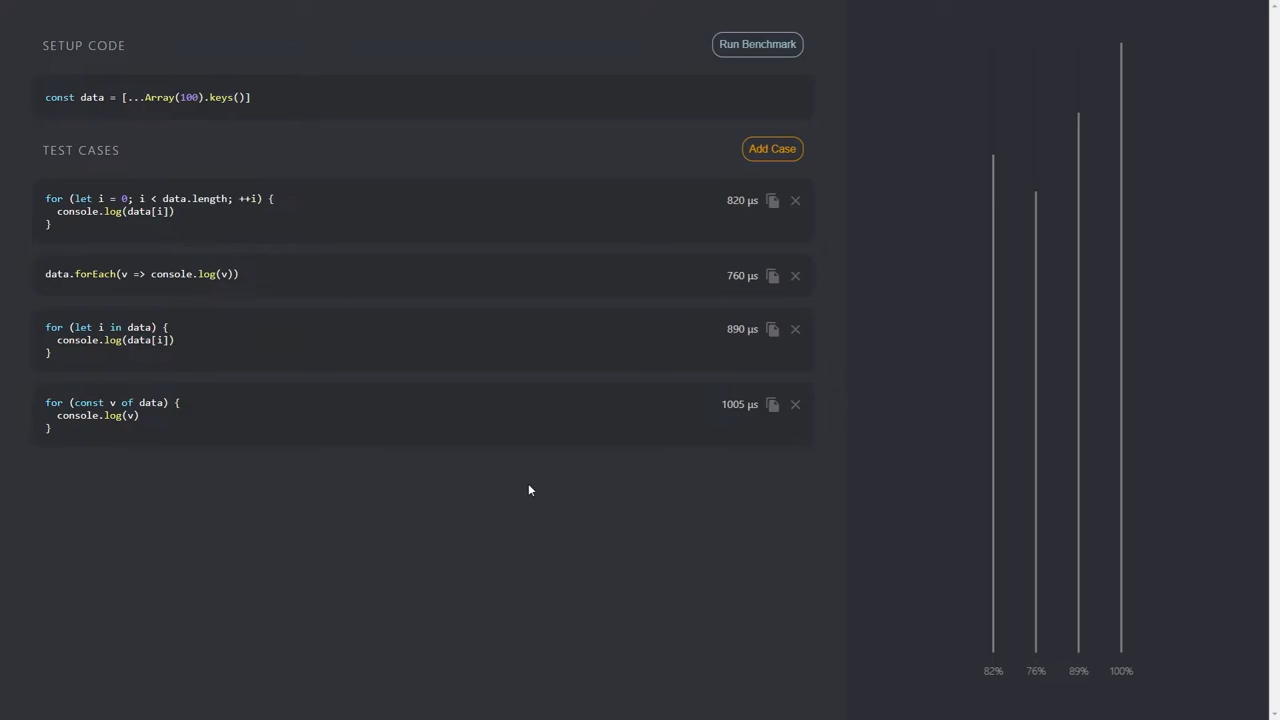 SETUP CODE
Run Benchmark
const data = [...Array(100).keys()]
TEST CASES
Add Case
for (let i = 0; i < data.length; ++i) {
  console.log(data[i])
}
820 μs
data.forEach(v => console.log(v))
760 μs
for (let i in data) {
  console.log(data[i])
}
890 μs
for (const v of data) {
  console.log(v)
}
1005 μs
82% 76% 89% 100%